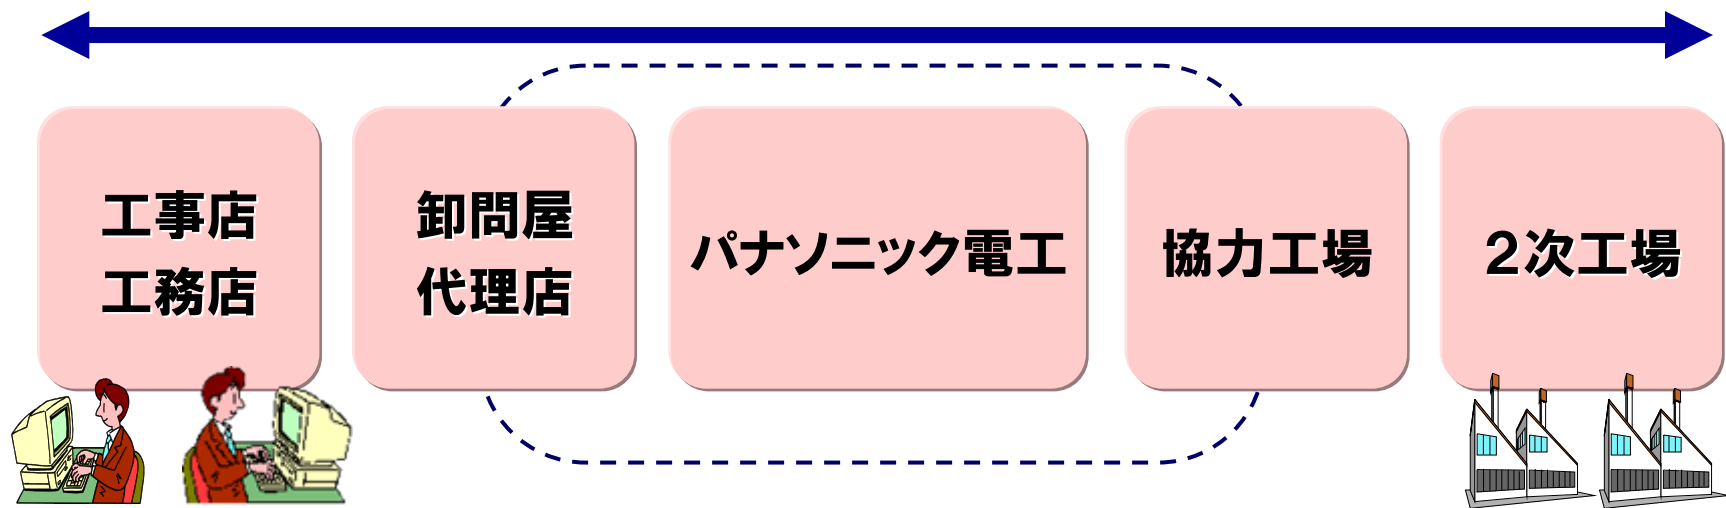 工事店
工務店
卸問屋
代理店
パナソニック電工
協力工場
２次工場